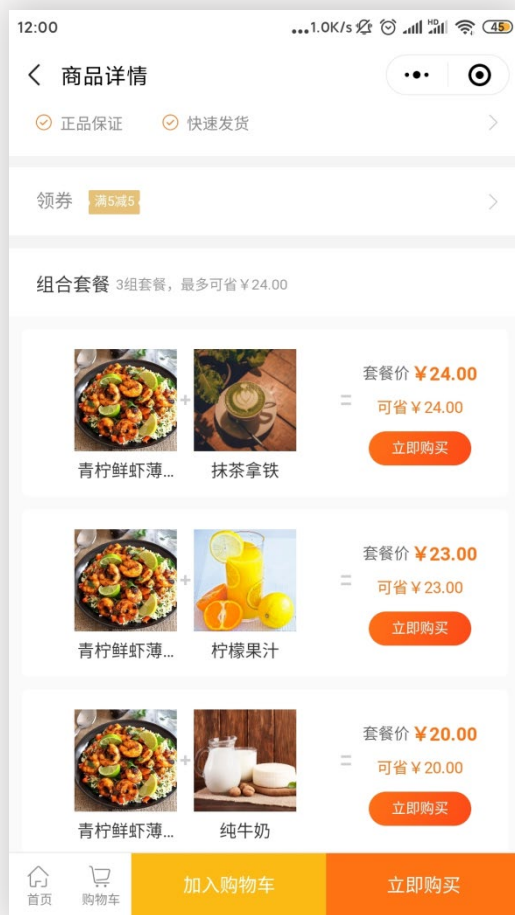 12:00
...1.0K/s HD 45
商品详情
正品保证 快速发货
领券 满5减5
组合套餐 3组套餐，最多可省￥24.00
套餐价 ￥24.00
可省￥24.00
立即购买
青柠鲜虾薄... 抹茶拿铁
套餐价 ￥23.00
可省￥23.00
立即购买
青柠鲜虾薄... 柠檬果汁
套餐价 ￥20.00
可省￥20.00
立即购买
青柠鲜虾薄... 纯牛奶
首页 购物车 加入购物车 立即购买